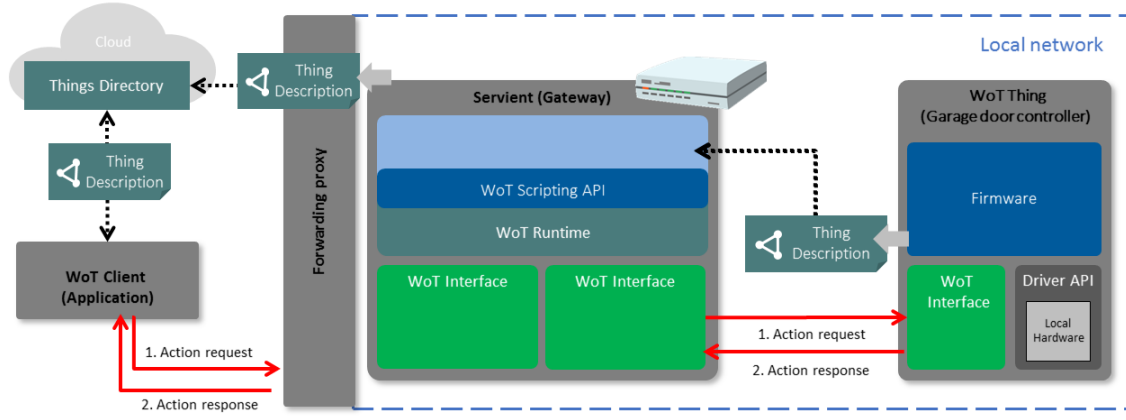 Cloud
Things Directory
Thing
Description
WoT Client
(Application)
1. Action request
2. Action response
Thing
Description
Forwarding proxy
Local network
Servient (Gateway)
WoT Scripting API
WoT Runtime
WoT Interface
WoT Interface
Thing
Description
1. Action request
2. Action response
WoT Thing
(Garage door controller)
Firmware
WoT
Interface
Driver API
Local
Hardware